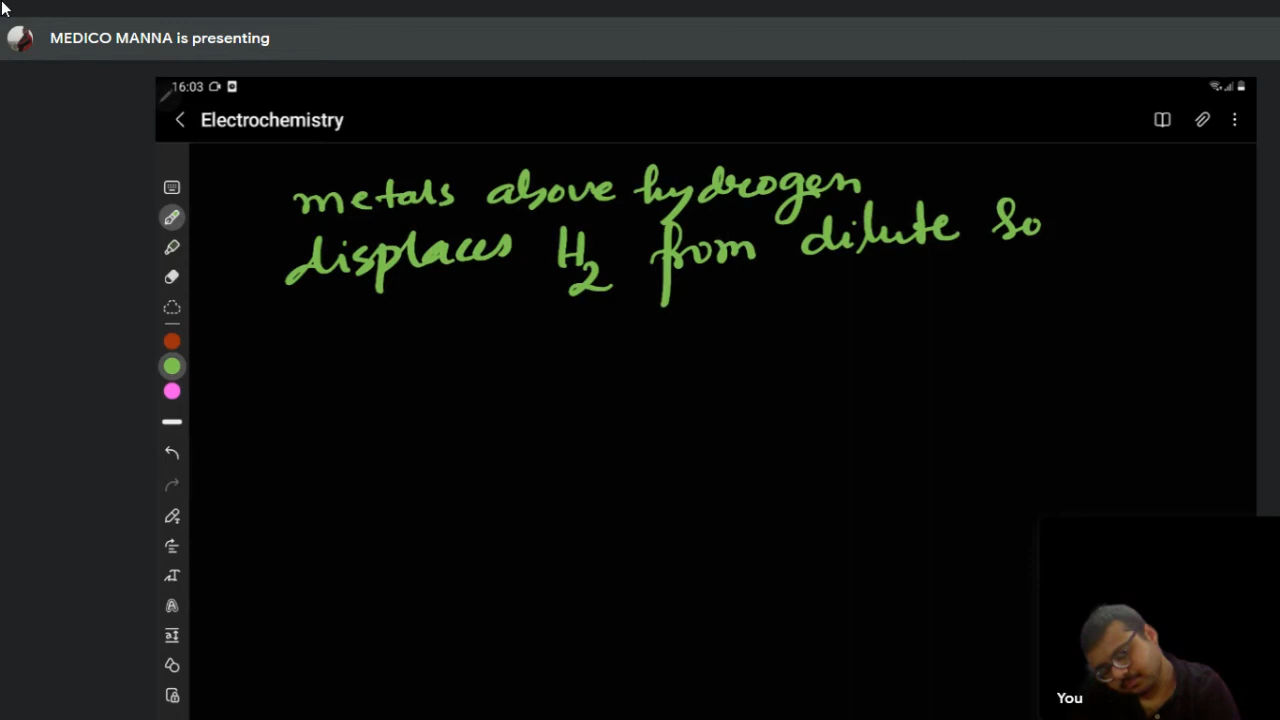 MEDICO MANNA is presenting
16:03
Electrochemistry
metals above hydrogen
displaces H₂ from dilute So
You